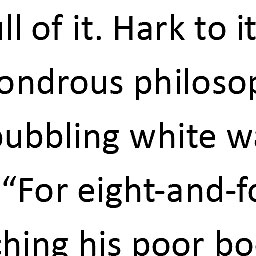 ull of it. Hark to it
ondrous philosop
bubbling white wa
“For eight-and-fo
ching his poor bo